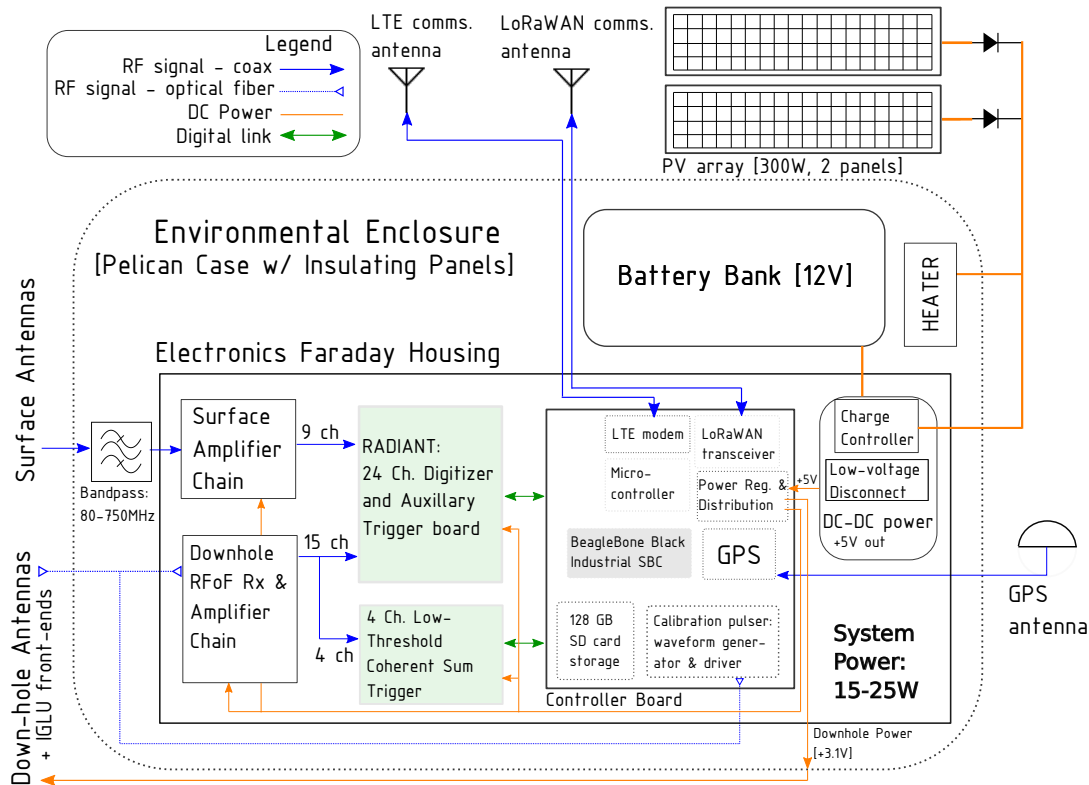 Legend
RF signal - coax
RF signal - optical fiber
DC Power
Digital link
LTE comms.
antenna
LoRaWAN comms.
antenna
PV array [300W, 2 panels]
Environmental Enclosure
[Pelican Case w/ Insulating Panels]
Battery Bank [12V]
HEATER
Electronics Faraday Housing
Surface Antennas
Bandpass:
80-750MHz
Surface
Amplifier
Chain
9 ch
RADIANT:
24 Ch. Digitizer
and Auxillary
Trigger board
LTE modem
LoRaWAN
transceiver
Micro-
controller
Power Reg. &
Distribution
+5V
Charge
Controller
Low-voltage
Disconnect
DC-DC power
+5V out
Down-hole Antennas
+ IGLU front-ends
Downhole
RFoF Rx &
Amplifier
Chain
15 ch
4 ch
4 Ch. Low-
Threshold
Coherent Sum
Trigger
BeagleBone Black
Industrial SBC
GPS
GPS
antenna
128 GB
SD card
storage
Calibration pulser:
waveform gener-
ator & driver
Controller Board
System
Power:
15-25W
Downhole Power
[+3.1V]